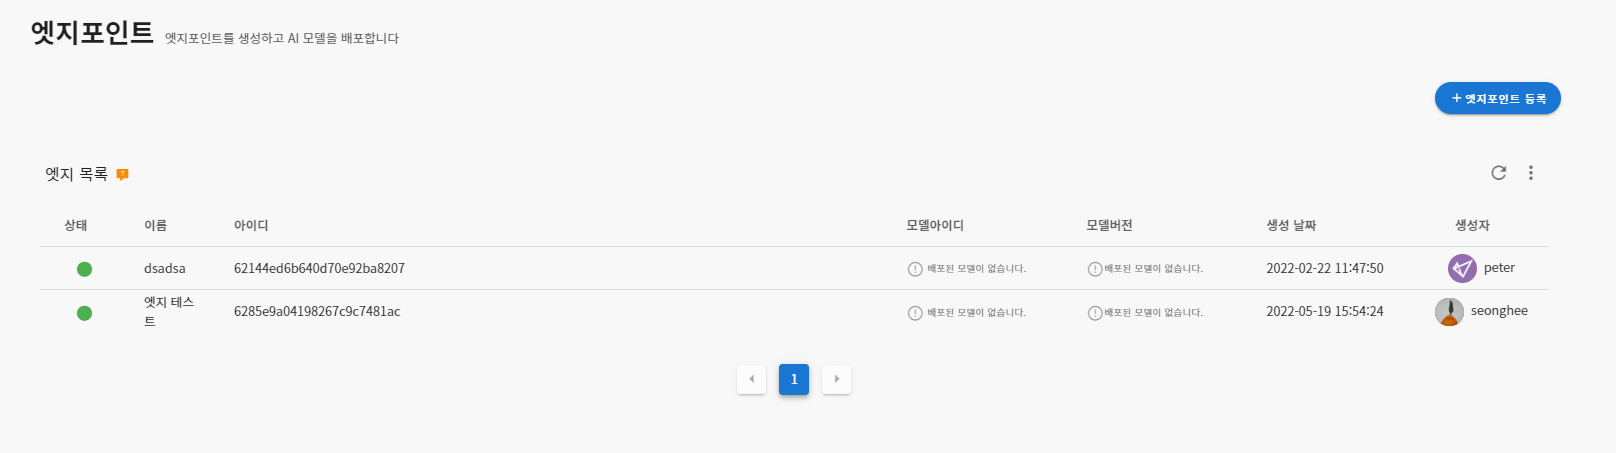 엣지포인트 엣지포인트를 생성하고 AI 모델을 배포합니다
+ 엣지포인트 등록
엣지 목록
상태 이름 아이디 모델아이디 모델버전 생성 날짜 생성자
dsadsa 62144ed6b640d70e92ba8207 배포된 모델이 없습니다. 배포된 모델이 없습니다. 2022-02-22 11:47:50 peter
엣지 테스
트 6285e9a04198267c9c7481ac 배포된 모델이 없습니다. 배포된 모델이 없습니다. 2022-05-19 15:54:24 seonghee
1